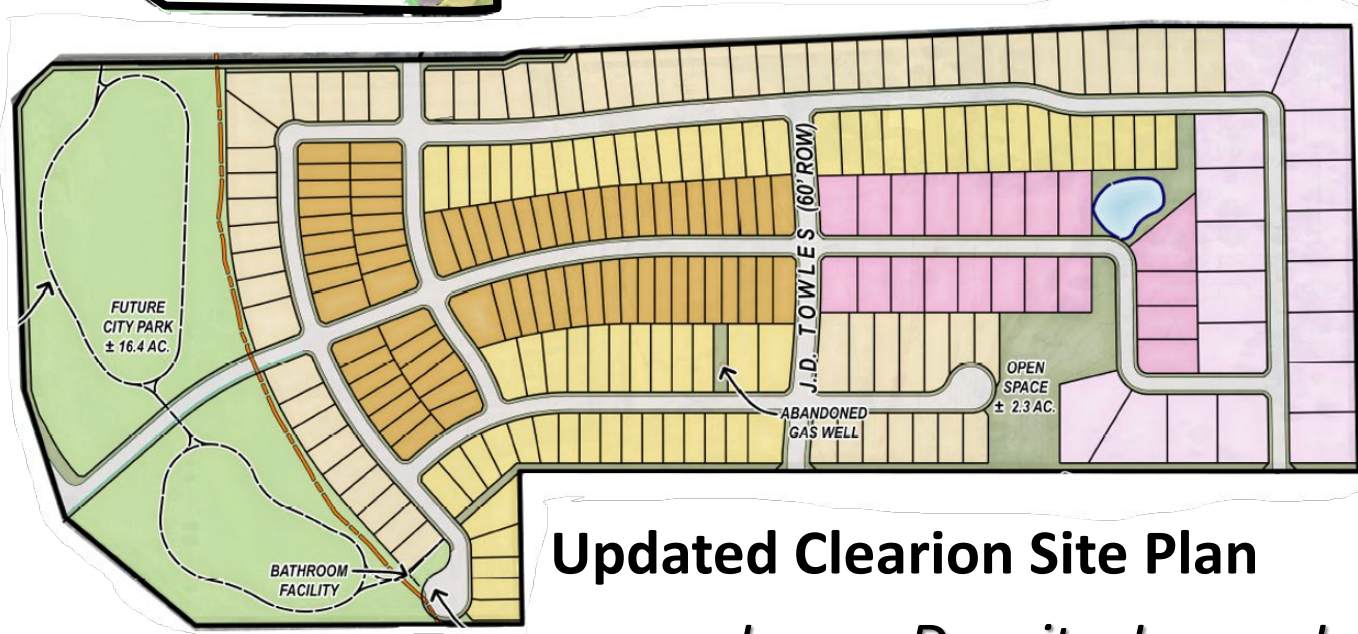 FUTURE
CITY PARK
± 16.4 AC.
J.D. TOWLES (60' ROW)
OPEN
SPACE
± 2.3 AC.
ABANDONED
GAS WELL
BATHROOM
FACILITY
Updated Clearion Site Plan